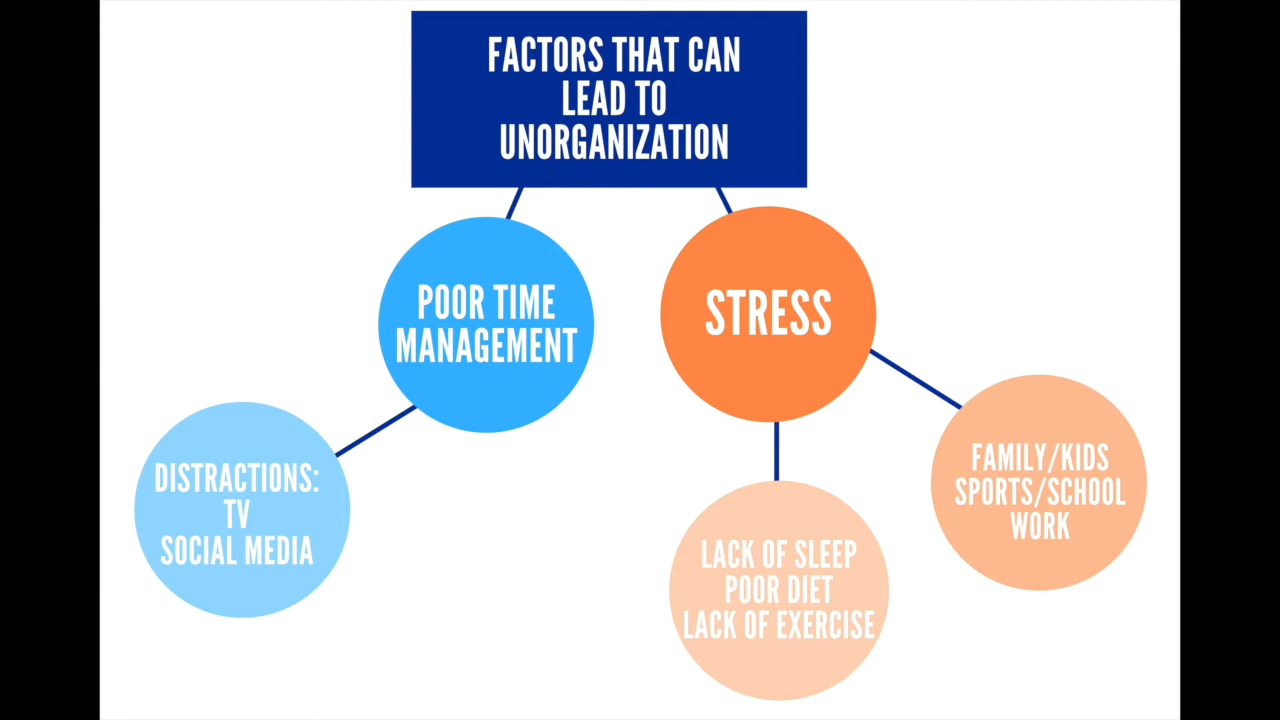 FACTORS THAT CAN
LEAD TO
UNORGANIZATION
POOR TIME
MANAGEMENT
STRESS
DISTRACTIONS:
TV
SOCIAL MEDIA
LACK OF SLEEP
POOR DIET
LACK OF EXERCISE
FAMILY/KIDS
SPORTS/SCHOOL
WORK